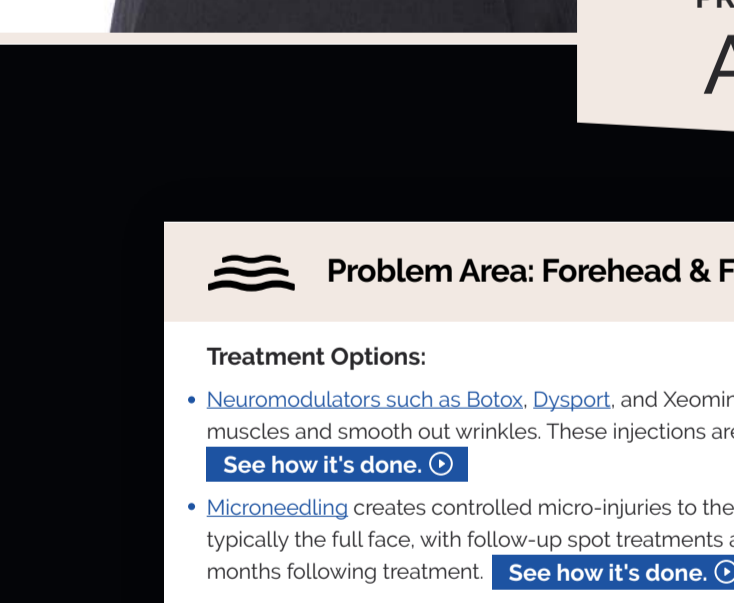 Problem Area: Forehead &
Treatment Options:
Neuromodulators such as Botox, Dysport, and Xeomin
muscles and smooth out wrinkles. These injections are
See how it's done.
Microneedling creates controlled micro-injuries to the
typically the full face, with follow-up spot treatments
months following treatment. See how it's done.